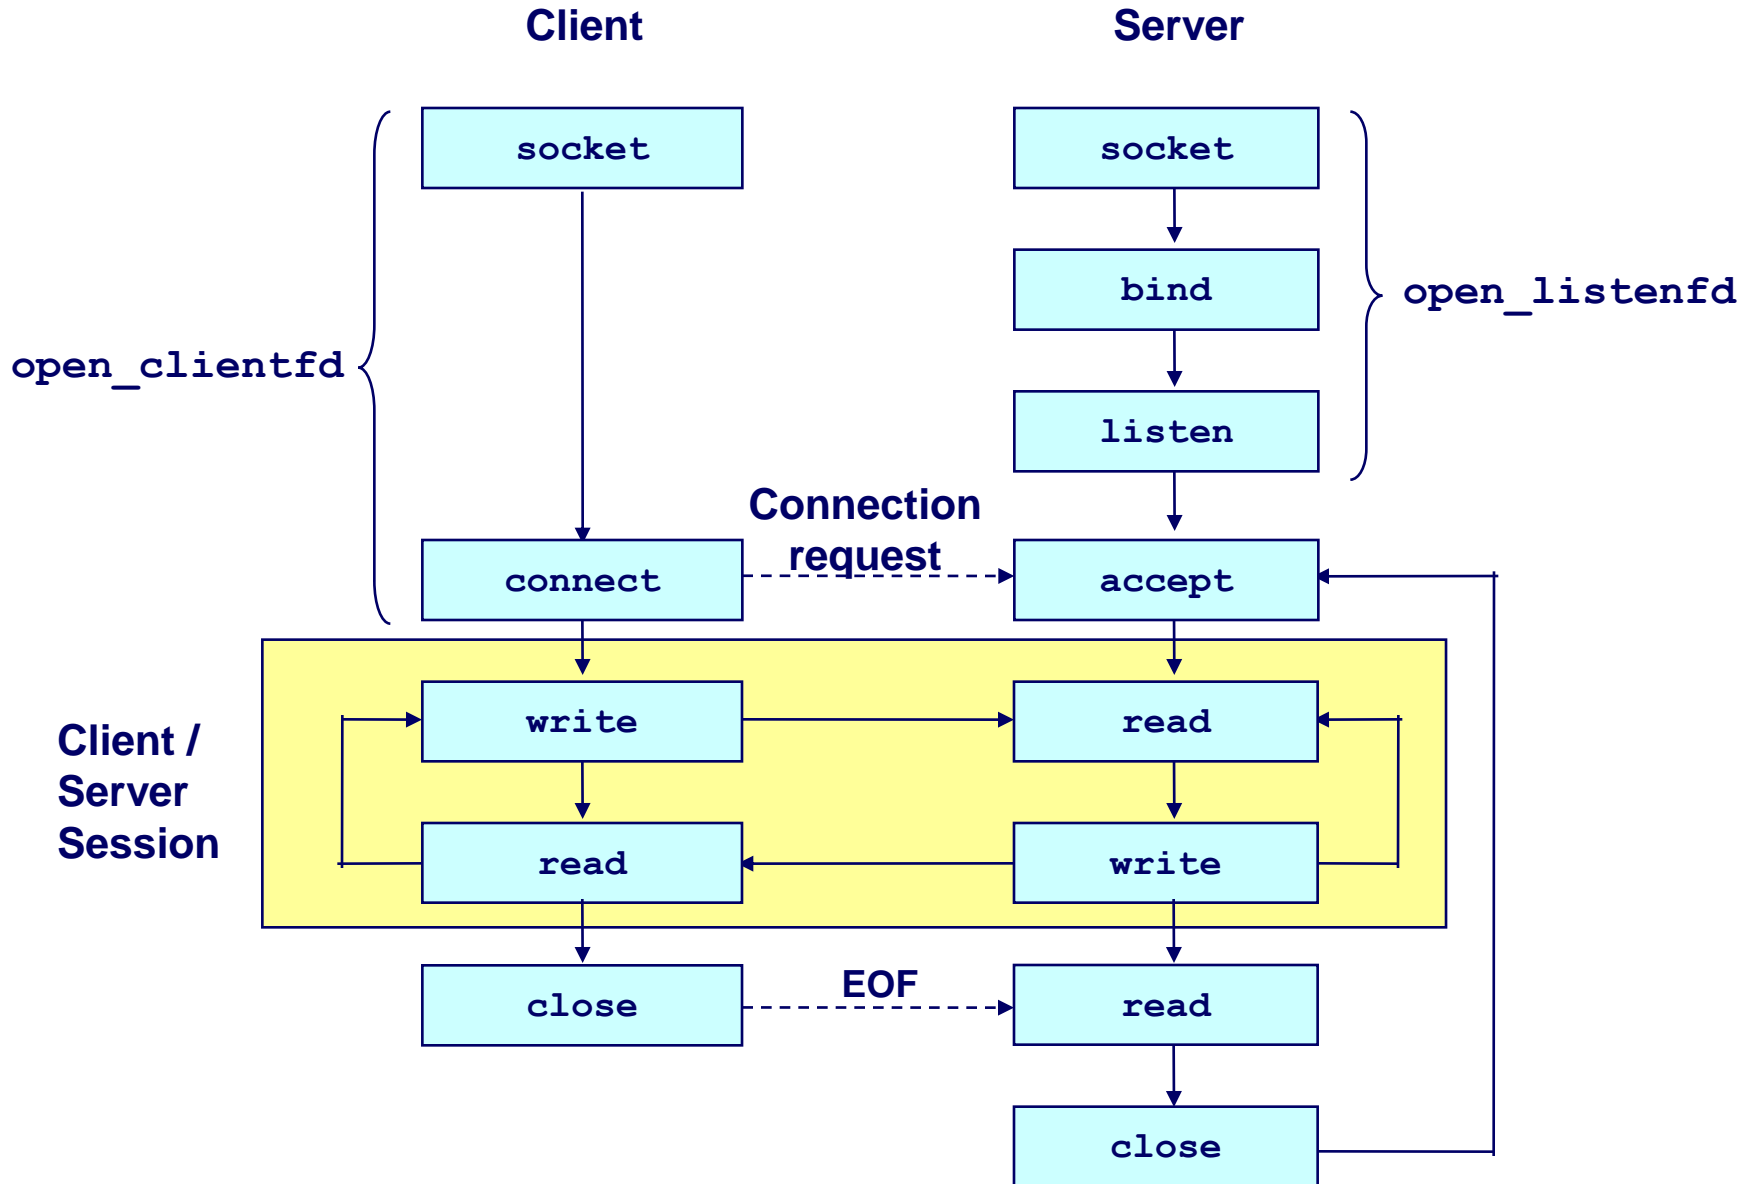 Client
Server
socket
socket
bind
open_listenfd
open_clientfd
listen
Connection
request
connect
accept
Client /
Server
Session
write
read
read
write
close
EOF
read
close